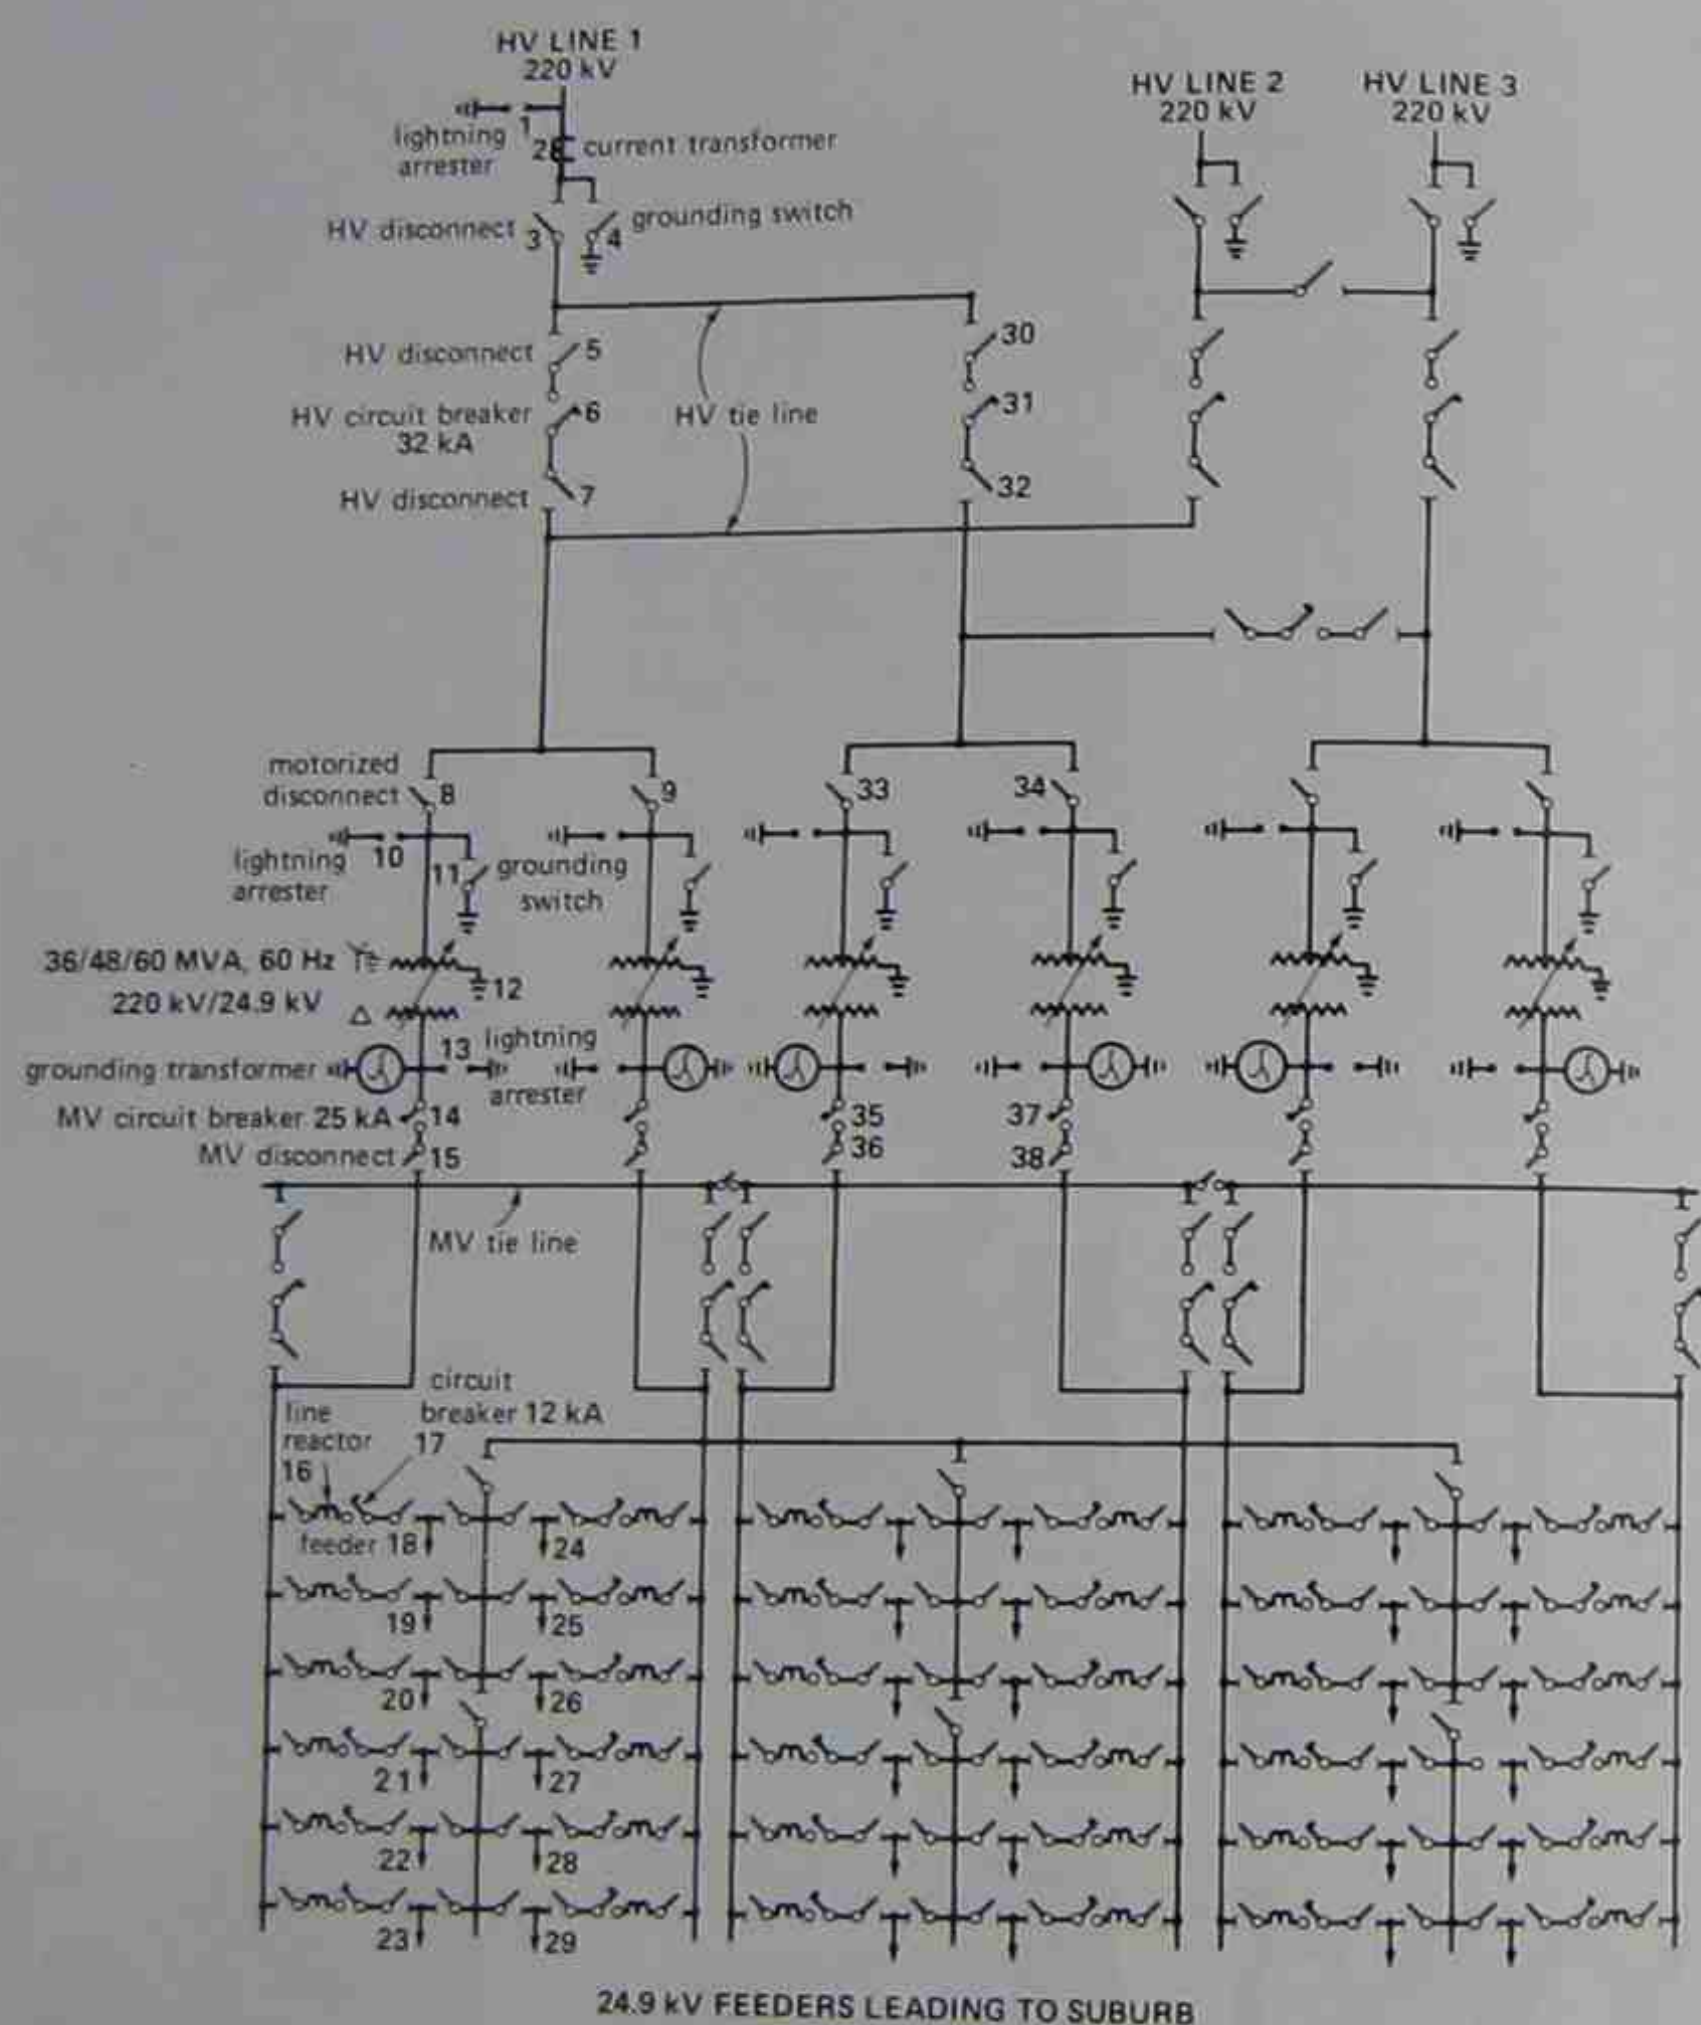 HV LINE 1
220 kV
HV LINE 2
220 kV
HV LINE 3
220 kV
1
lightning
arrester
2
current transformer
HV disconnect 3
4 grounding switch
HV disconnect 5
30
HV circuit breaker 6
32 kA
HV tie line
31
HV disconnect 7
32
motorized
disconnect 8
9
33
34
lightning
arrester
10
11
grounding
switch
36/48/60 MVA, 60 Hz
12
220 kV/24.9 kV
Δ
13 lightning
arrester
grounding transformer
MV circuit breaker 25 kA 14
35
37
MV disconnect 15
36
38
MV tie line
line
reactor
16
circuit
breaker 12 kA
17
feeder 18
24
19
25
20
26
21
27
22
28
23
29
24.9 kV FEEDERS LEADING TO SUBURB